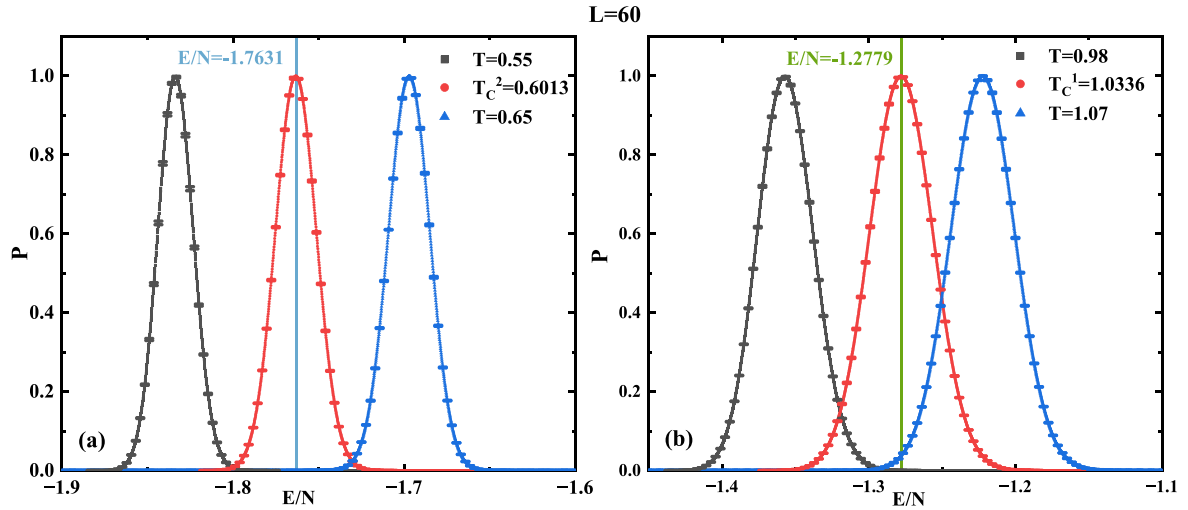 L=60
E/N=-1.7631
T=0.55
T_C^2=0.6013
T=0.65
P
1.0
0.8
0.6
0.4
0.2
0.0
(a)
−1.9
−1.8
−1.7
−1.6
E/N
E/N=-1.2779
T=0.98
T_C^1=1.0336
T=1.07
P
1.0
0.8
0.6
0.4
0.2
0.0
(b)
−1.4
−1.3
−1.2
−1.1
E/N